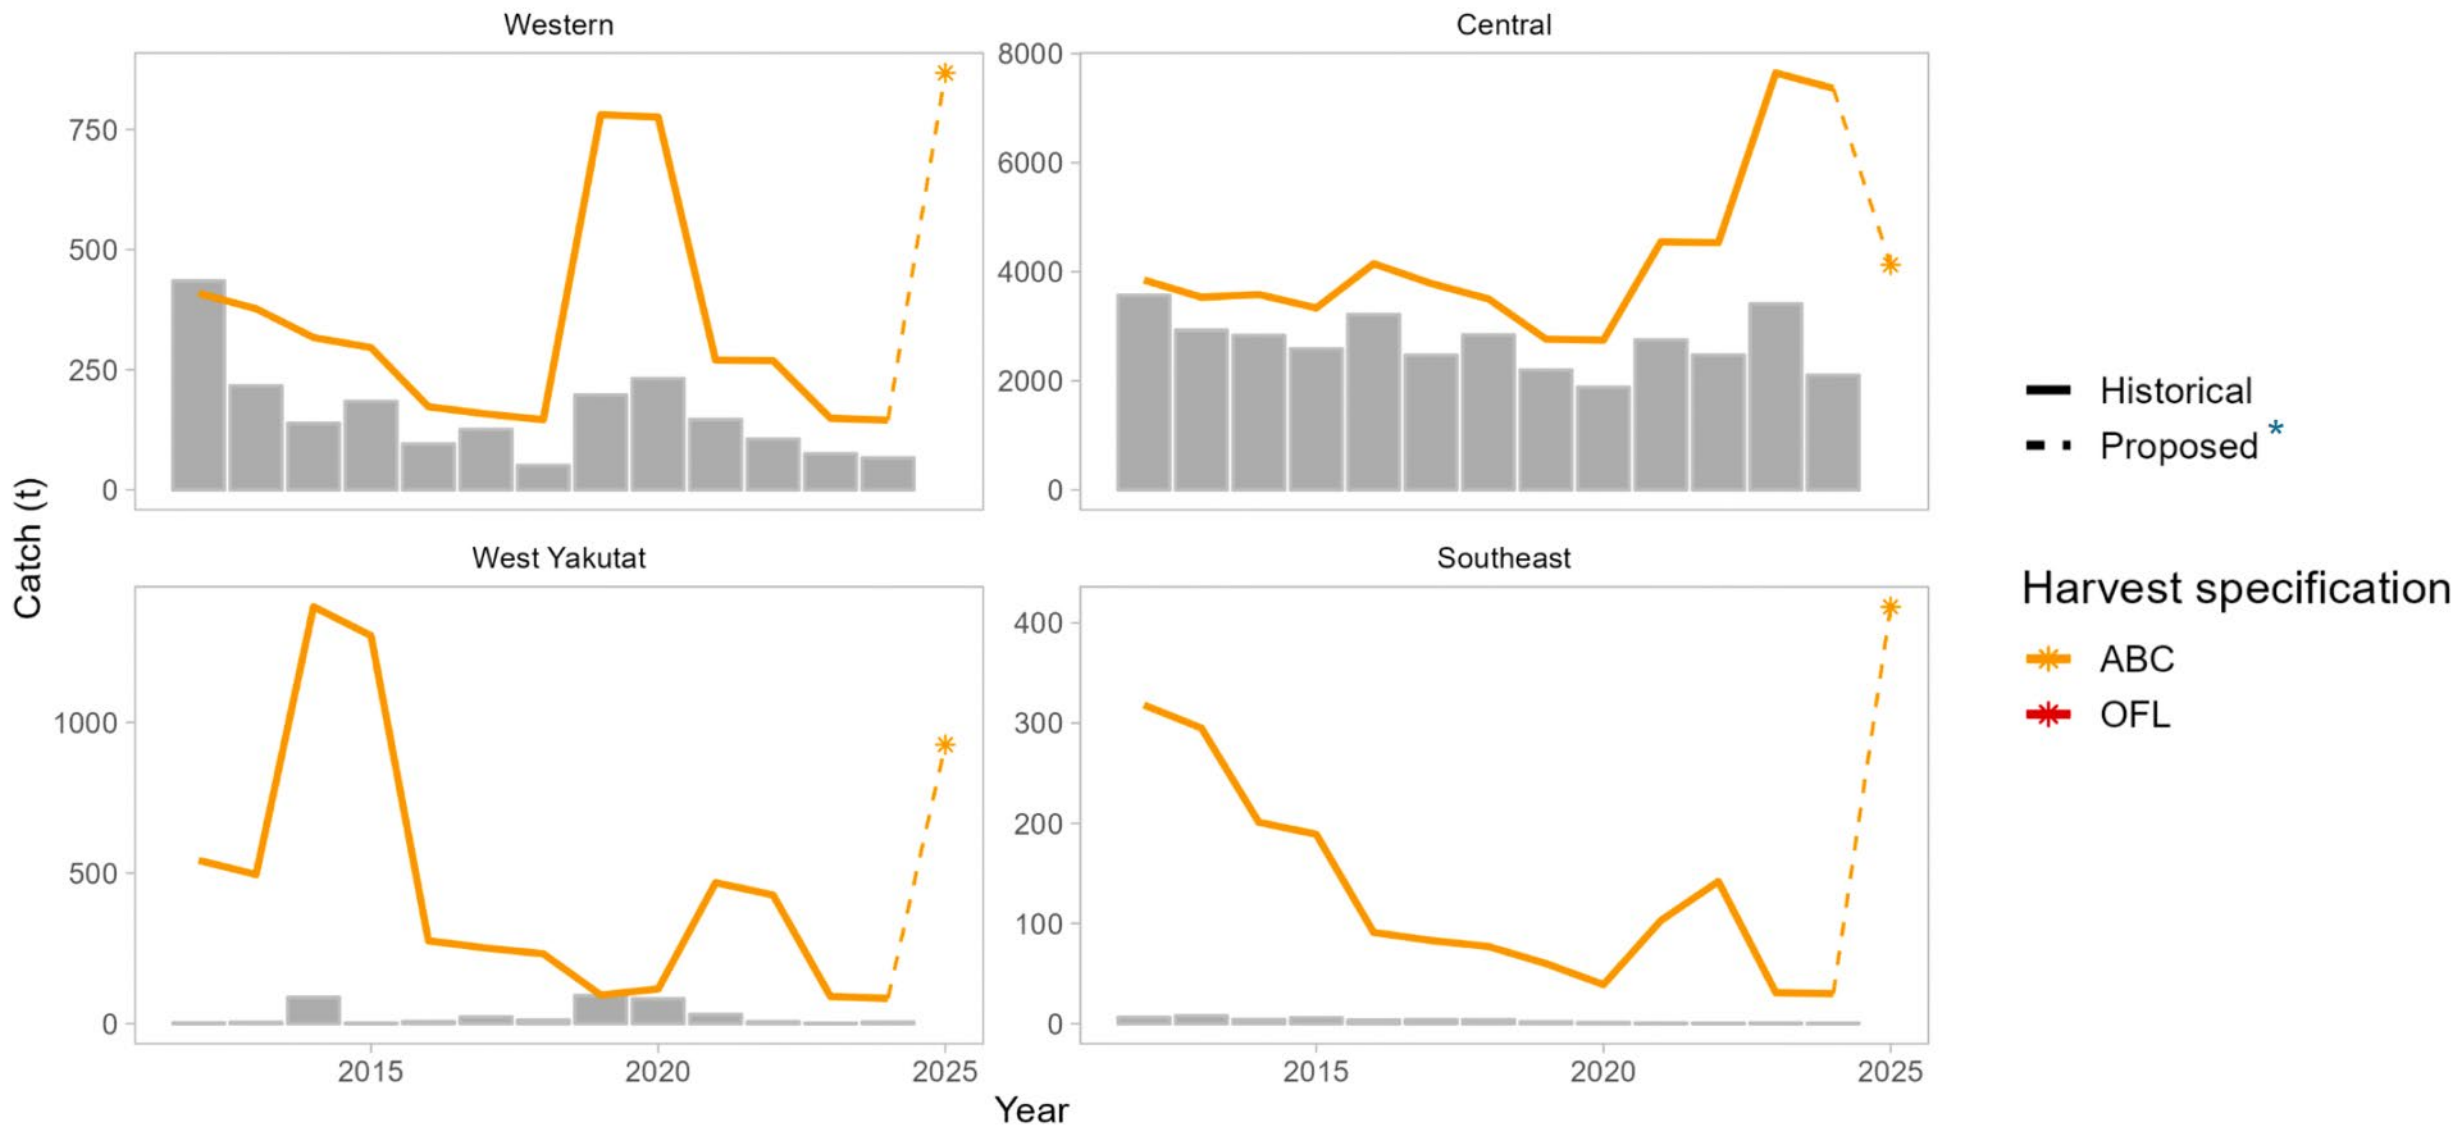 Western
Central
750
500
250
0
8000
6000
4000
2000
0
Historical
Proposed *
West Yakutat
Southeast
1000
500
0
400
300
200
100
0
Harvest specification
ABC
OFL
Catch (t)
2015 2020 2025
2015 2020 2025
Year